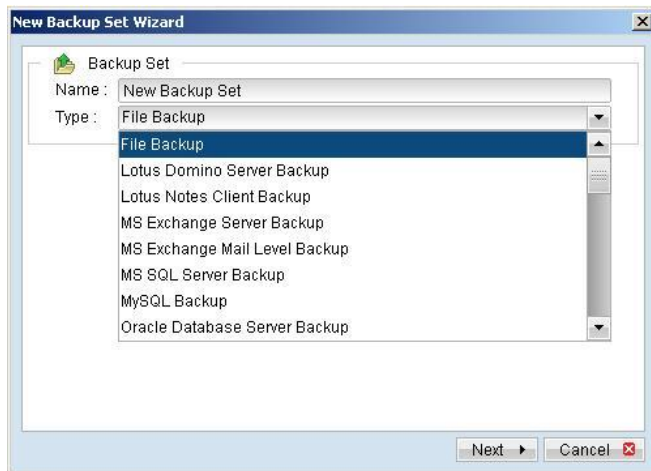 New Backup Set Wizard
Backup Set
Name : New Backup Set
Type : File Backup
File Backup
Lotus Domino Server Backup
Lotus Notes Client Backup
MS Exchange Server Backup
MS Exchange Mail Level Backup
MS SQL Server Backup
MySQL Backup
Oracle Database Server Backup
Next Cancel